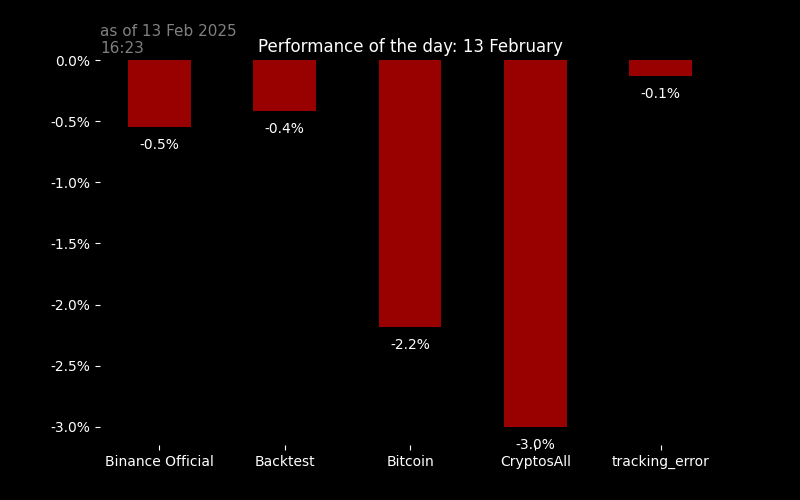 as of 13 Feb 2025
16:23
Performance of the day: 13 February
0.0%
-0.5%
-1.0%
-1.5%
-2.0%
-2.5%
-3.0%
-0.5%
-0.4%
-2.2%
-3.0%
-0.1%
Binance Official
Backtest
Bitcoin
CryptosAll
tracking_error